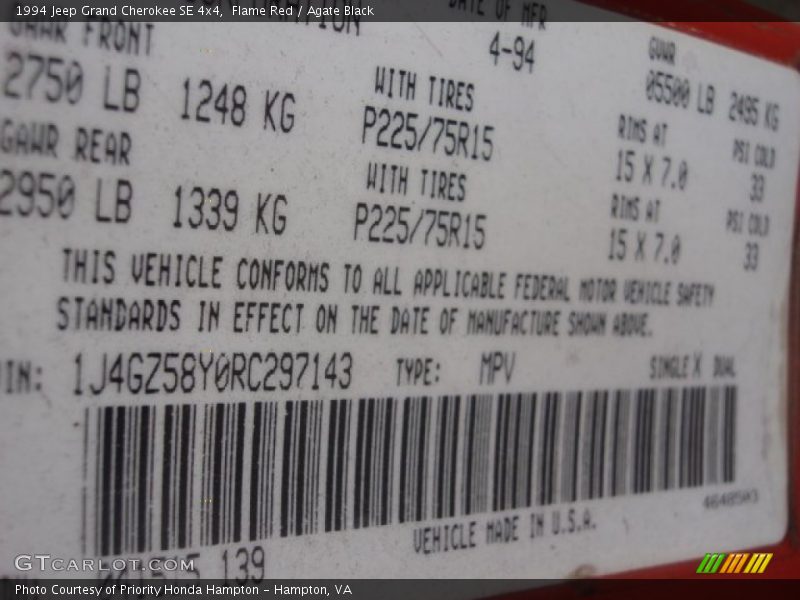 1994 Jeep Grand Cherokee SE 4x4, Flame Red / Agate Black
DATE OF MFR
GAWR FRONT 4-94 GVWR
2750 LB 1248 KG WITH TIRES 05500 LB 2495 KG
P225/75R15 RIMS AT PSI COLD
GAWR REAR 15 X 7.0 33
2950 LB 1339 KG WITH TIRES RIMS AT PSI COLD
P225/75R15 15 X 7.0 33
THIS VEHICLE CONFORMS TO ALL APPLICABLE FEDERAL MOTOR VEHICLE SAFETY
STANDARDS IN EFFECT ON THE DATE OF MANUFACTURE SHOWN ABOVE.
VIN: 1J4GZ58Y0RC297143 TYPE: MPV SINGLE X DUAL
4648503
VEHICLE MADE IN U.S.A.
139
GTCARLOT.COM
Photo Courtesy of Priority Honda Hampton – Hampton, VA